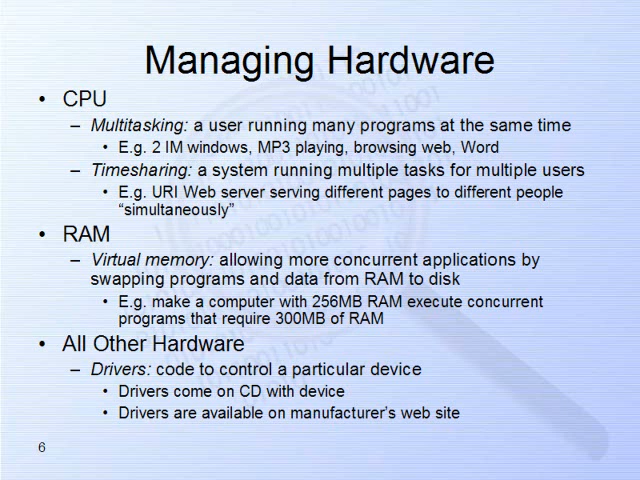 Managing Hardware
• CPU
– Multitasking: a user running many programs at the same time
• E.g. 2 IM windows, MP3 playing, browsing web, Word
– Timesharing: a system running multiple tasks for multiple users
• E.g. URI Web server serving different pages to different people
“simultaneously”
• RAM
– Virtual memory: allowing more concurrent applications by
swapping programs and data from RAM to disk
• E.g. make a computer with 256MB RAM execute concurrent
programs that require 300MB of RAM
• All Other Hardware
– Drivers: code to control a particular device
• Drivers come on CD with device
• Drivers are available on manufacturer’s web site
6